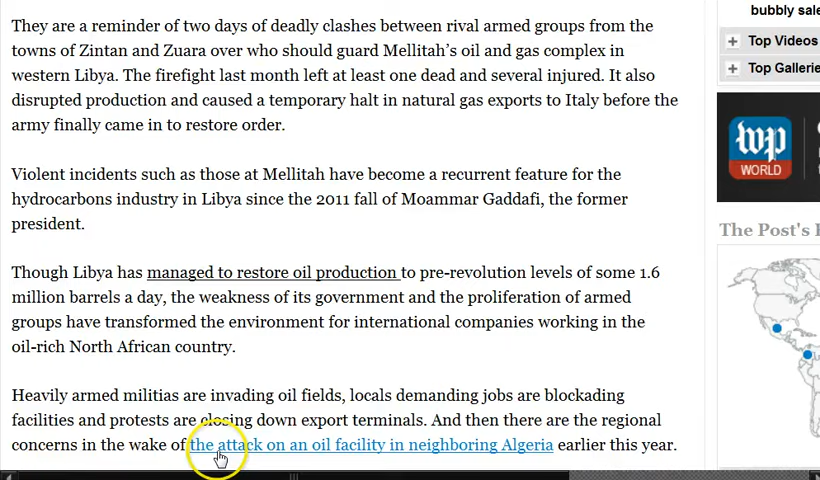 They are a reminder of two days of deadly clashes between rival armed groups from the
towns of Zintan and Zuara over who should guard Mellitah's oil and gas complex in
western Libya. The firefight last month left at least one dead and several injured. It also
disrupted production and caused a temporary halt in natural gas exports to Italy before the
army finally came in to restore order.
Violent incidents such as those at Mellitah have become a recurrent feature for the
hydrocarbons industry in Libya since the 2011 fall of Moammar Gaddafi, the former
president.
Though Libya has managed to restore oil production to pre-revolution levels of some 1.6
million barrels a day, the weakness of its government and the proliferation of armed
groups have transformed the environment for international companies working in the
oil-rich North African country.
Heavily armed militias are invading oil fields, locals demanding jobs are blockading
facilities and protests are closing down export terminals. And then there are the regional
concerns in the wake of the attack on an oil facility in neighboring Algeria earlier this year.
bubbly sale
Top Videos
Top Gallerie
wp
WORLD
The Post's